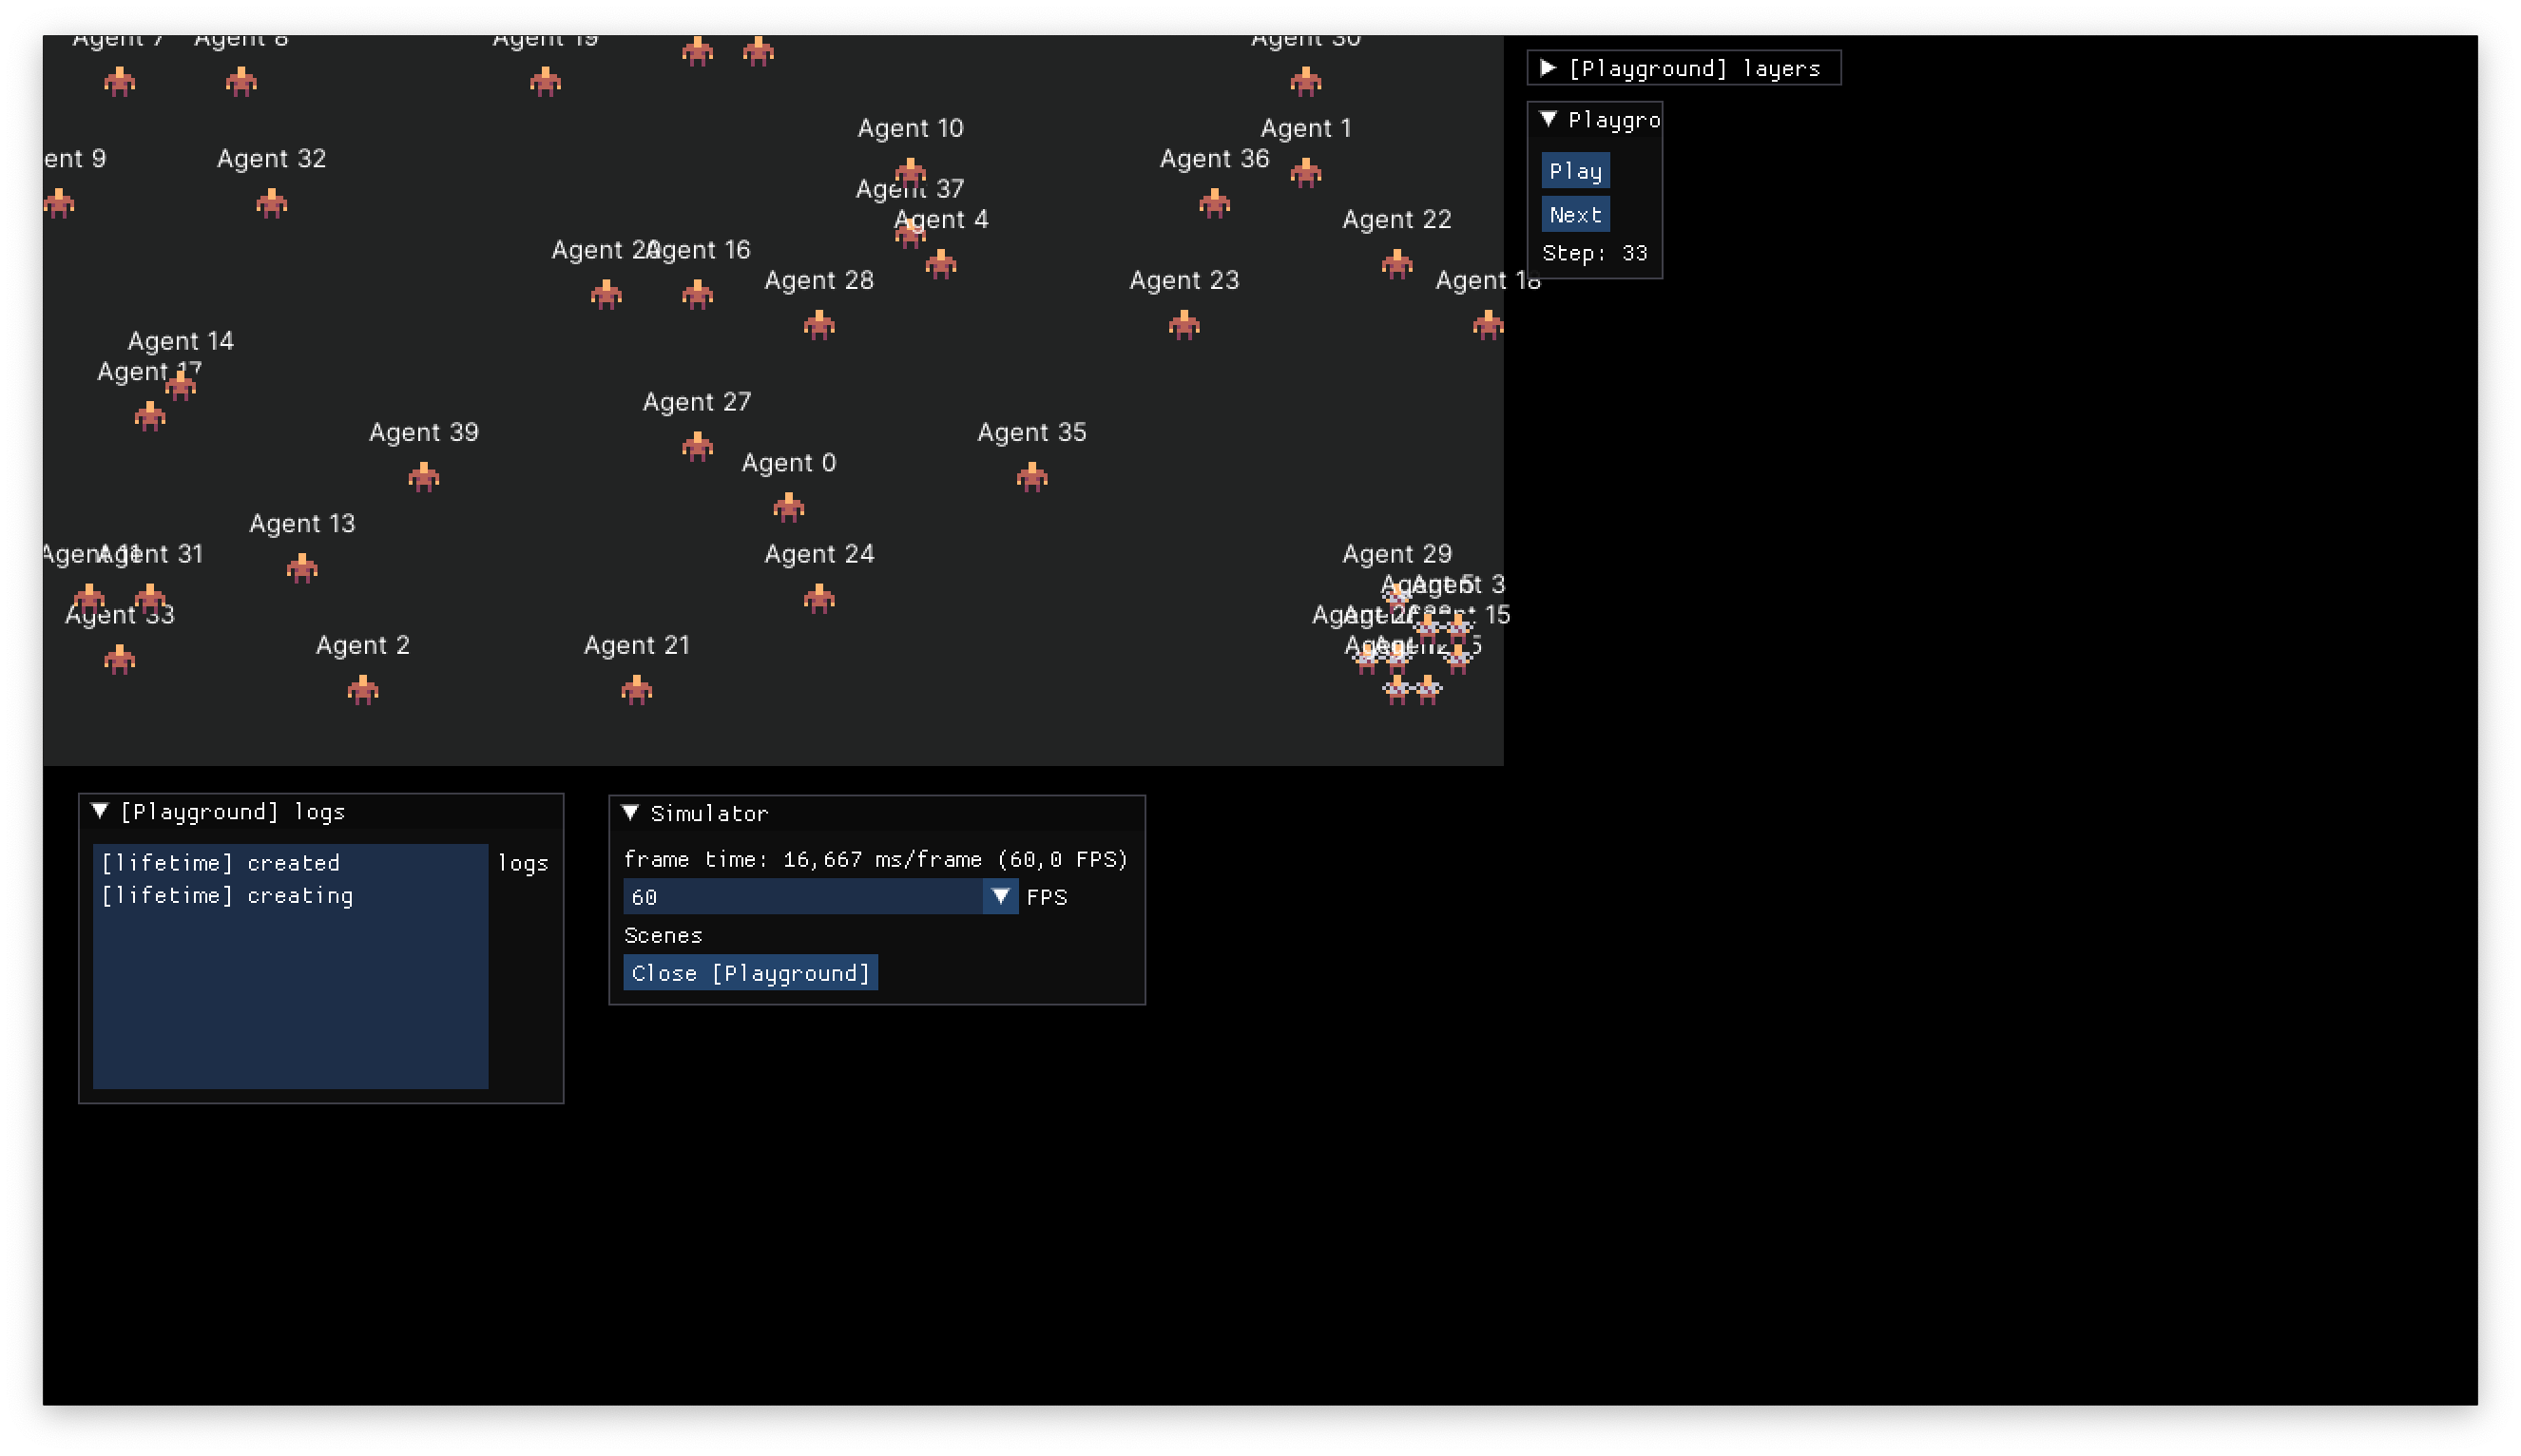 Agent 7
Agent 8
Agent 19
Agent 30
Agent 10
Agent 1
ent 9
Agent 32
Agent 36
Agent 37
Agent 4
Agent 22
Agent 20
Agent 16
Agent 28
Agent 23
Agent 18
Agent 14
Agent 17
Agent 27
Agent 39
Agent 35
Agent 0
Agent 13
Agent 11
Agent 31
Agent 24
Agent 29
Agent 3
Agent 33
Agent 15
Agent 2
Agent 21
[Playground] layers
Playgro
Play
Next
Step: 33
[Playground] logs
[lifetime] created
[lifetime] creating
logs
Simulator
frame time: 16,667 ms/frame (60,0 FPS)
60
FPS
Scenes
Close [Playground]